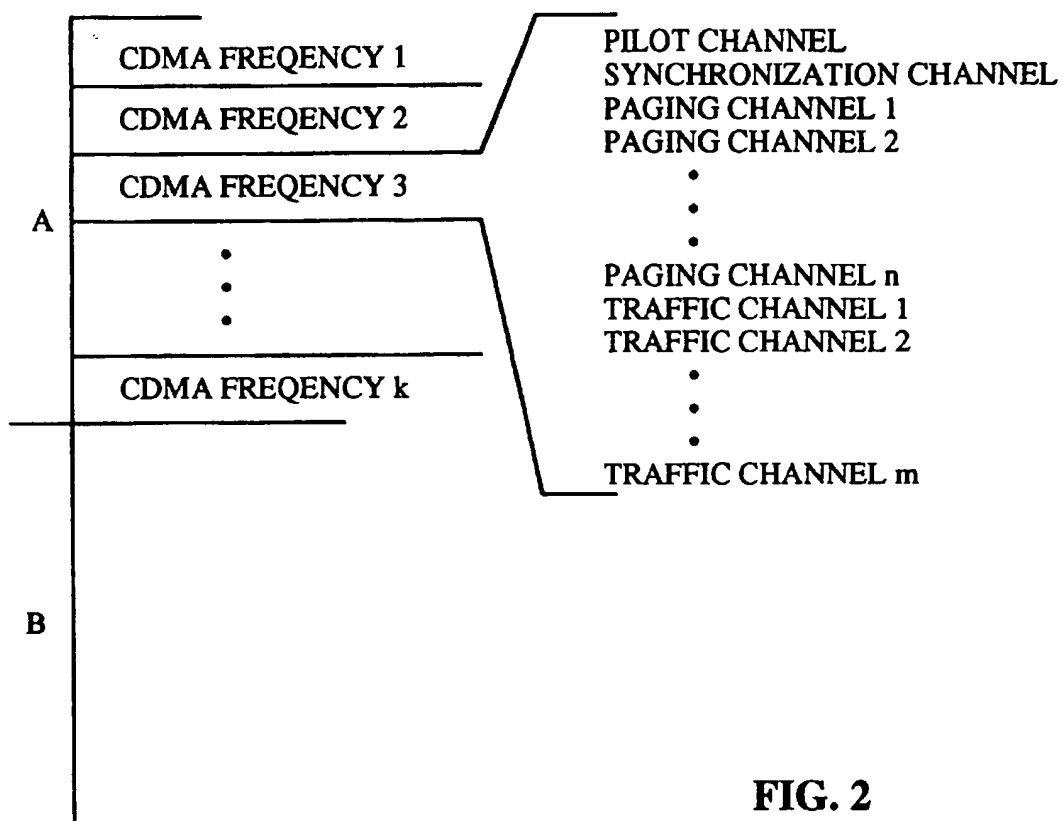 CDMA FREQENCY 1
CDMA FREQENCY 2
CDMA FREQENCY 3
CDMA FREQENCY k
A
B
PILOT CHANNEL
SYNCHRONIZATION CHANNEL
PAGING CHANNEL 1
PAGING CHANNEL 2
PAGING CHANNEL n
TRAFFIC CHANNEL 1
TRAFFIC CHANNEL 2
TRAFFIC CHANNEL m
FIG. 2